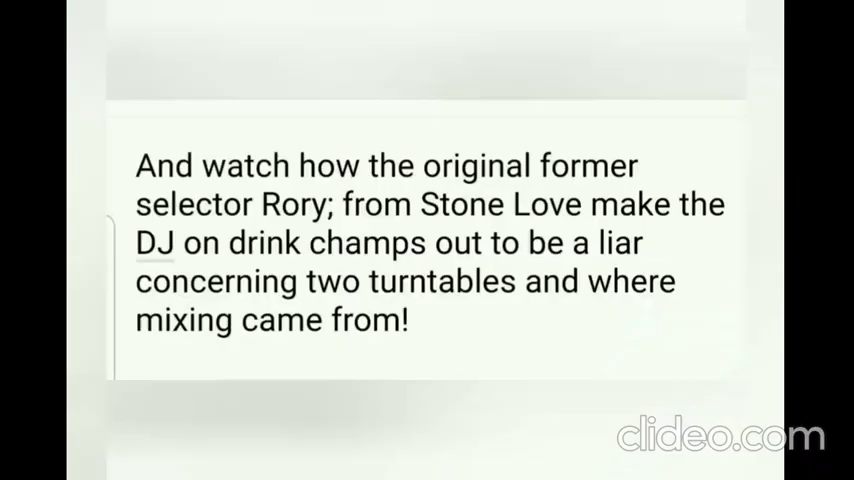 And watch how the original former
selector Rory; from Stone Love make the
DJ on drink champs out to be a liar
concerning two turntables and where
mixing came from!
clideo.com